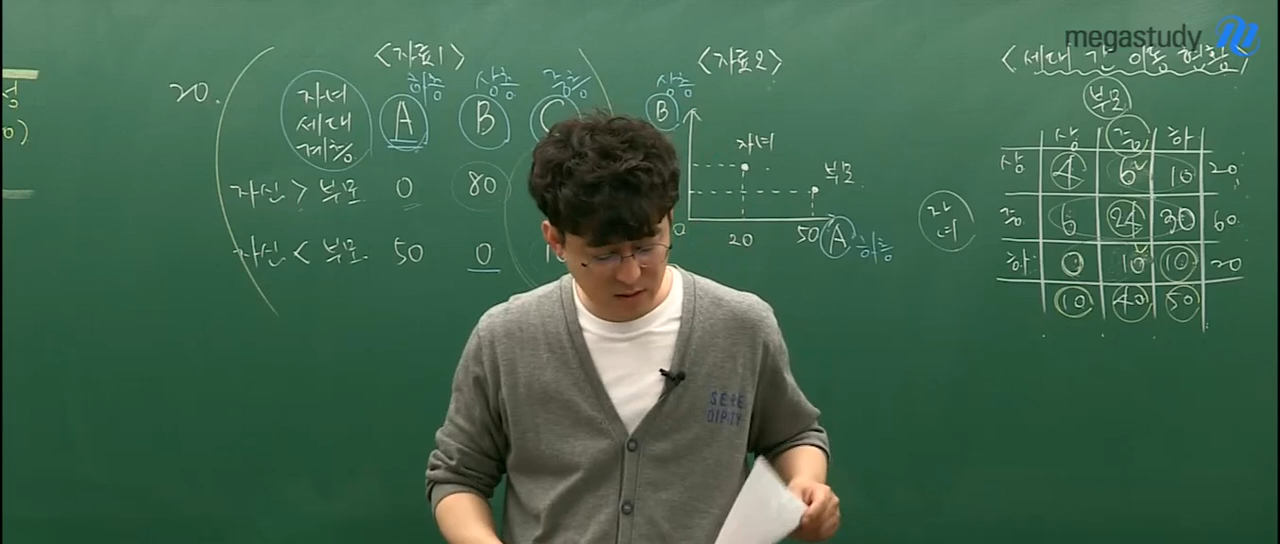 megastudy
20.
<자료1>
하층 상층 중층
자녀 세대 계층 A B C
자신 > 부모 0 80
자신 < 부모 50 0
<자료2>
상층
B
자녀
부모
0 20 50 A 하층
<세대 간 이동 현황>
부모
상 중 하
자녀
상 4 6 10 20
중 6 24 30 60
하 0 10 10 20
10 40 50
SERE
DIPITY